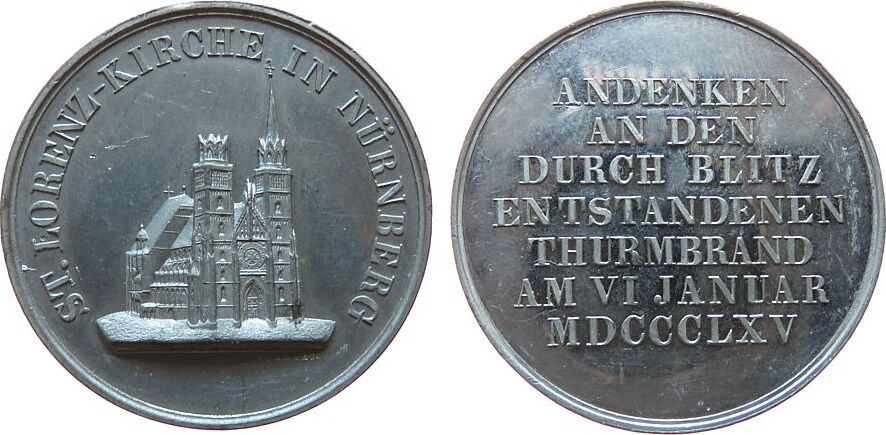 ST. LORENZ-KIRCHE IN NÜRNBERG
ANDENKEN
AN DEN
DURCH BLITZ
ENTSTANDENEN
THURMBRAND
AM VI JANUAR
MDCCCLXV